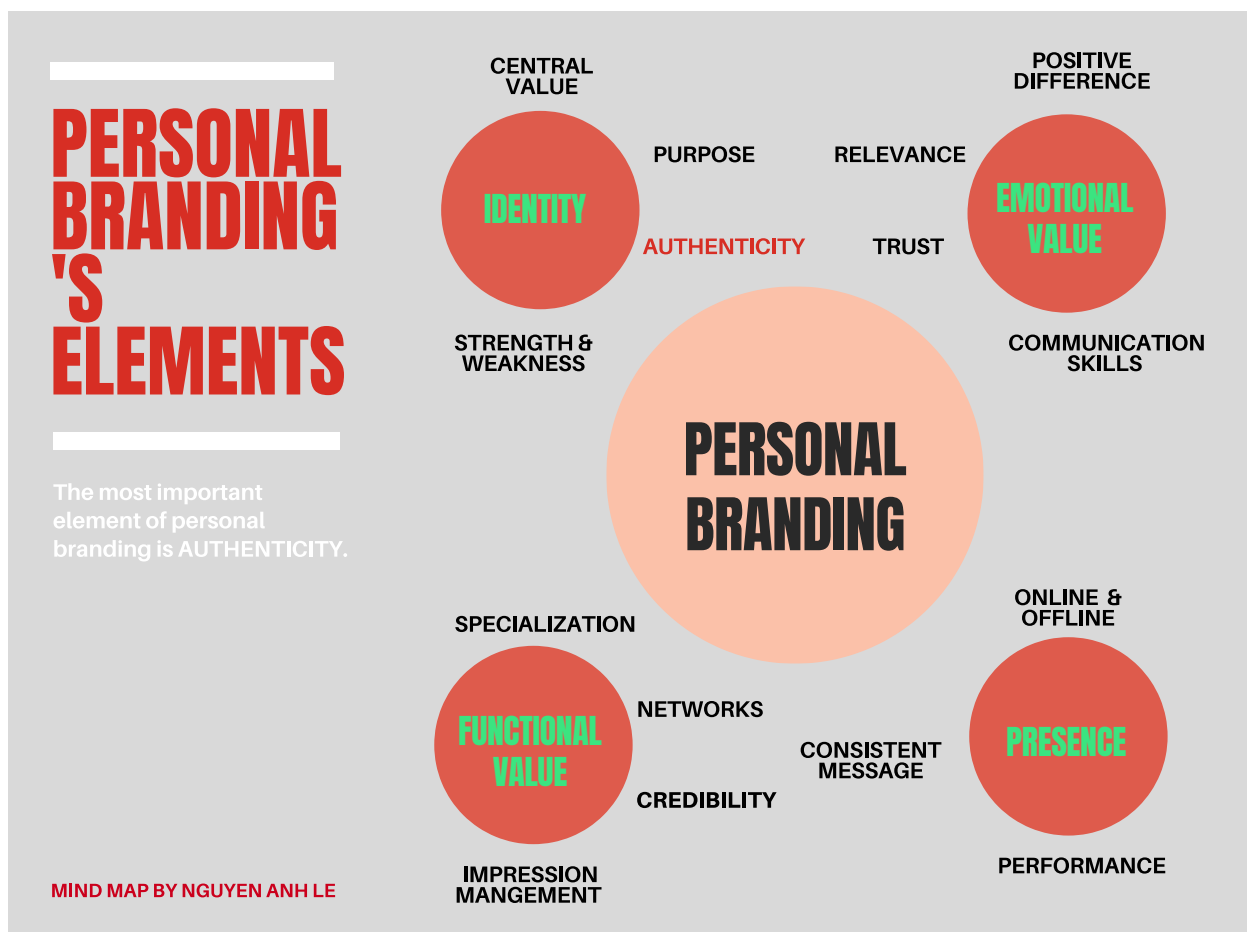 PERSONAL
BRANDING
'S
ELEMENTS
The most important
element of personal
branding is AUTHENTICITY.
MIND MAP BY NGUYEN ANH LE
CENTRAL
VALUE
IDENTITY
PURPOSE
AUTHENTICITY
STRENGTH &
WEAKNESS
POSITIVE
DIFFERENCE
RELEVANCE
EMOTIONAL
VALUE
TRUST
COMMUNICATION
SKILLS
PERSONAL
BRANDING
SPECIALIZATION
FUNCTIONAL
VALUE
NETWORKS
CREDIBILITY
IMPRESSION
MANGEMENT
ONLINE &
OFFLINE
PRESENCE
CONSISTENT
MESSAGE
PERFORMANCE